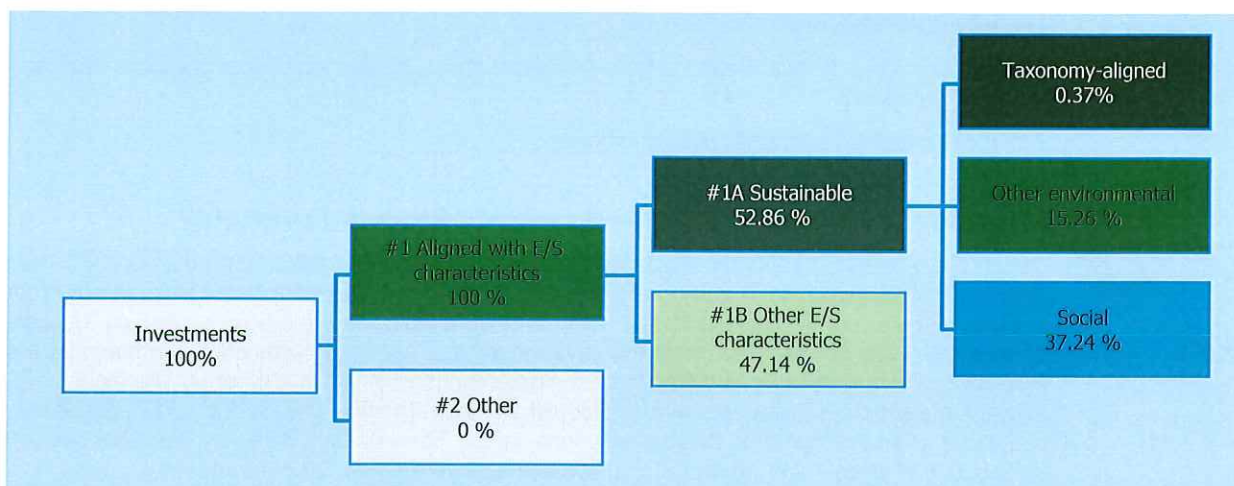 Investments
100%
#1 Aligned with E/S
characteristics
100 %
#2 Other
0 %
#1A Sustainable
52.86 %
#1B Other E/S
characteristics
47.14 %
Taxonomy-aligned
0.37%
Other environmental
15.26 %
Social
37.24 %